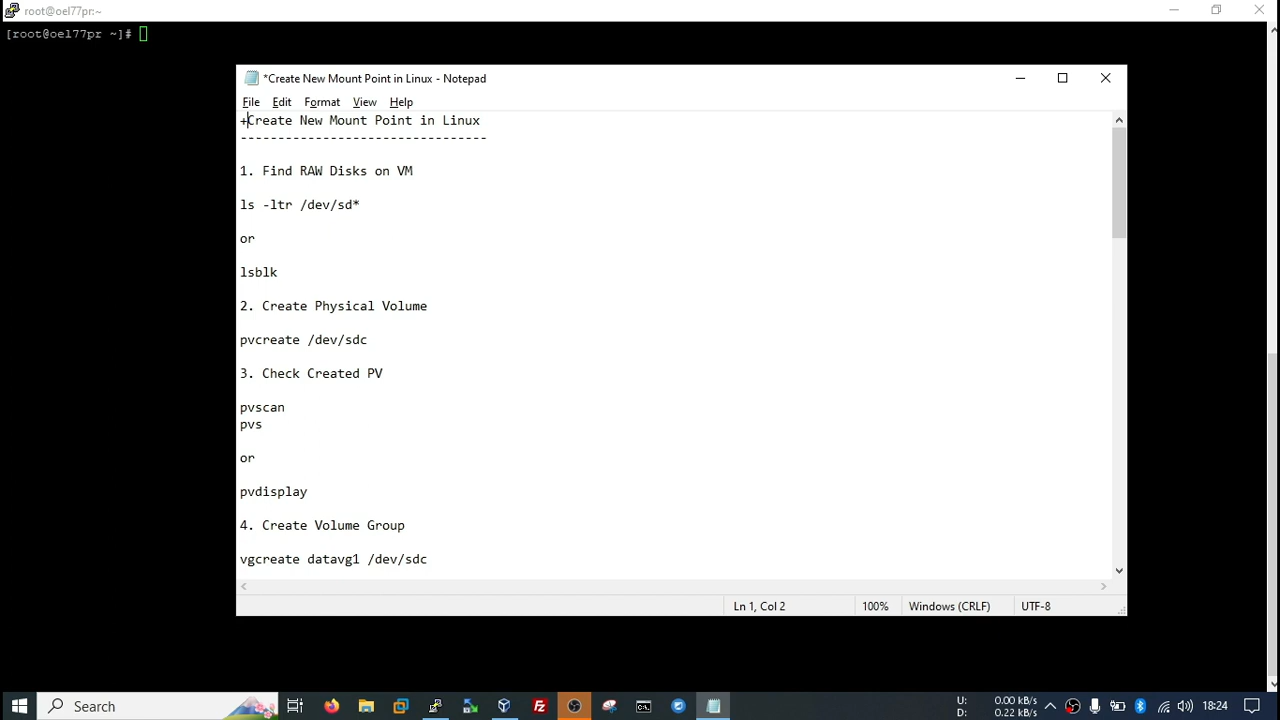 root@oel77pr:~
[root@oel77pr ~]#
*Create New Mount Point in Linux - Notepad
File Edit Format View Help
+Create New Mount Point in Linux
---------------------------------
1. Find RAW Disks on VM
ls -ltr /dev/sd*
or
lsblk
2. Create Physical Volume
pvcreate /dev/sdc
3. Check Created PV
pvscan
pvs
or
pvdisplay
4. Create Volume Group
vgcreate datavg1 /dev/sdc
Ln 1, Col 2 100% Windows (CRLF) UTF-8
Search
U: 0.00 kB/s
D: 0.22 kB/s
18:24